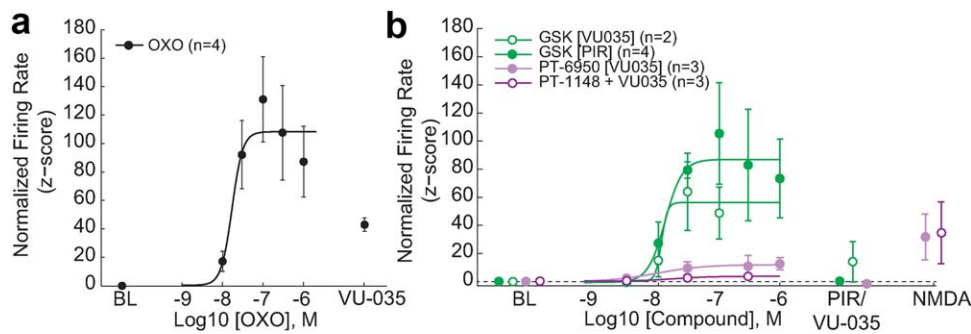 a
Normalized Firing Rate
(z−score)
180
160
140
120
100
80
60
40
20
0
OXO (n=4)
BL -9 -8 -7 -6 VU-035
Log10 [OXO], M
b
Normalized Firing Rate
(z−score)
180
160
140
120
100
80
60
40
20
0
GSK [VU035] (n=2)
GSK [PIR] (n=4)
PT-6950 [VU035] (n=3)
PT-1148 + VU035 (n=3)
BL -9 -8 -7 -6 PIR/ NMDA
VU-035
Log10 [Compound], M